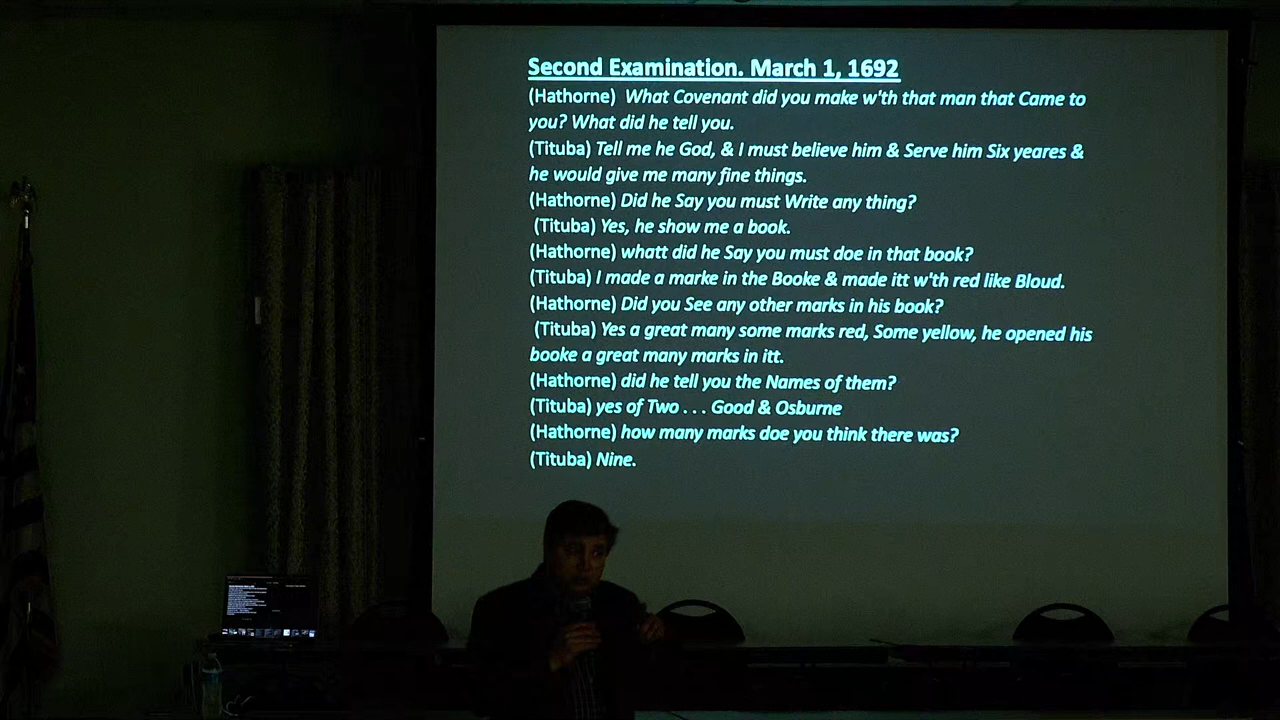 Second Examination. March 1, 1692
(Hathorne) What Covenant did you make w'th that man that Came to
you? What did he tell you.
(Tituba) Tell me he God, & I must believe him & Serve him Six yeares &
he would give me many fine things.
(Hathorne) Did he Say you must Write any thing?
(Tituba) Yes, he show me a book.
(Hathorne) whatt did he Say you must doe in that book?
(Tituba) I made a marke in the Booke & made itt w'th red like Bloud.
(Hathorne) Did you See any other marks in his book?
(Tituba) Yes a great many some marks red, Some yellow, he opened his
booke a great many marks in itt.
(Hathorne) did he tell you the Names of them?
(Tituba) yes of Two . . . Good & Osburne
(Hathorne) how many marks doe you think there was?
(Tituba) Nine.